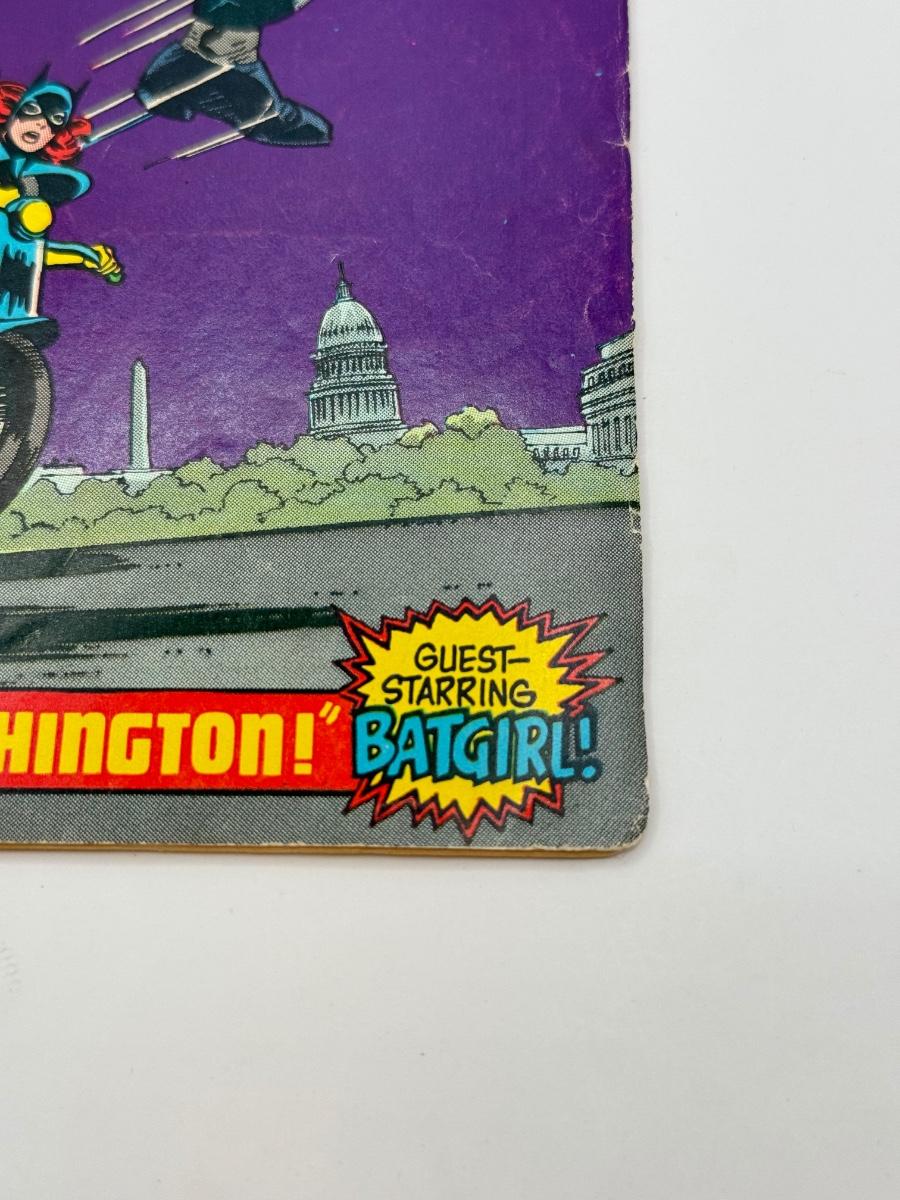 GUEST-
STARRING
BATGIRL!
HINGTON!"